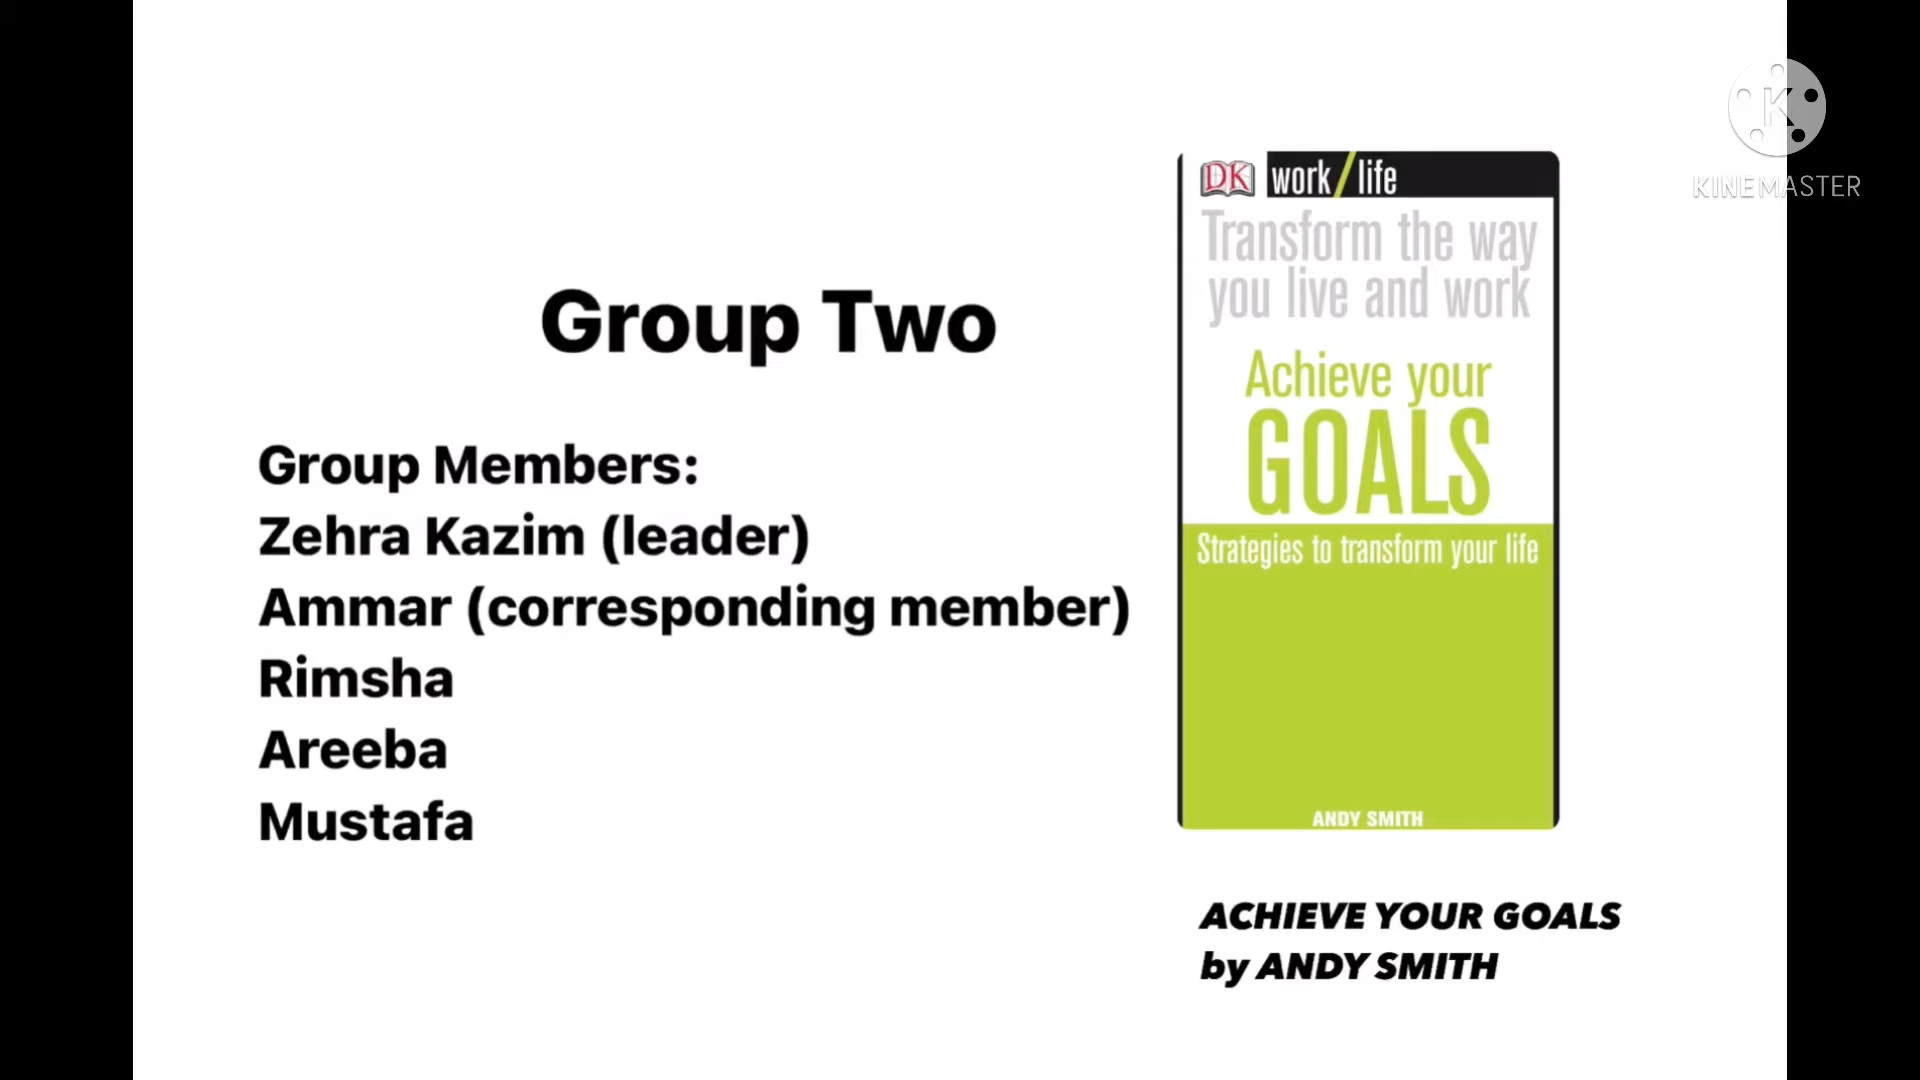 Group Two
Group Members:
Zehra Kazim (leader)
Ammar (corresponding member)
Rimsha
Areeba
Mustafa
DK work/life
Transform the way
you live and work
Achieve your
GOALS
Strategies to transform your life
ANDY SMITH
ACHIEVE YOUR GOALS
by ANDY SMITH
K
KINEMASTER